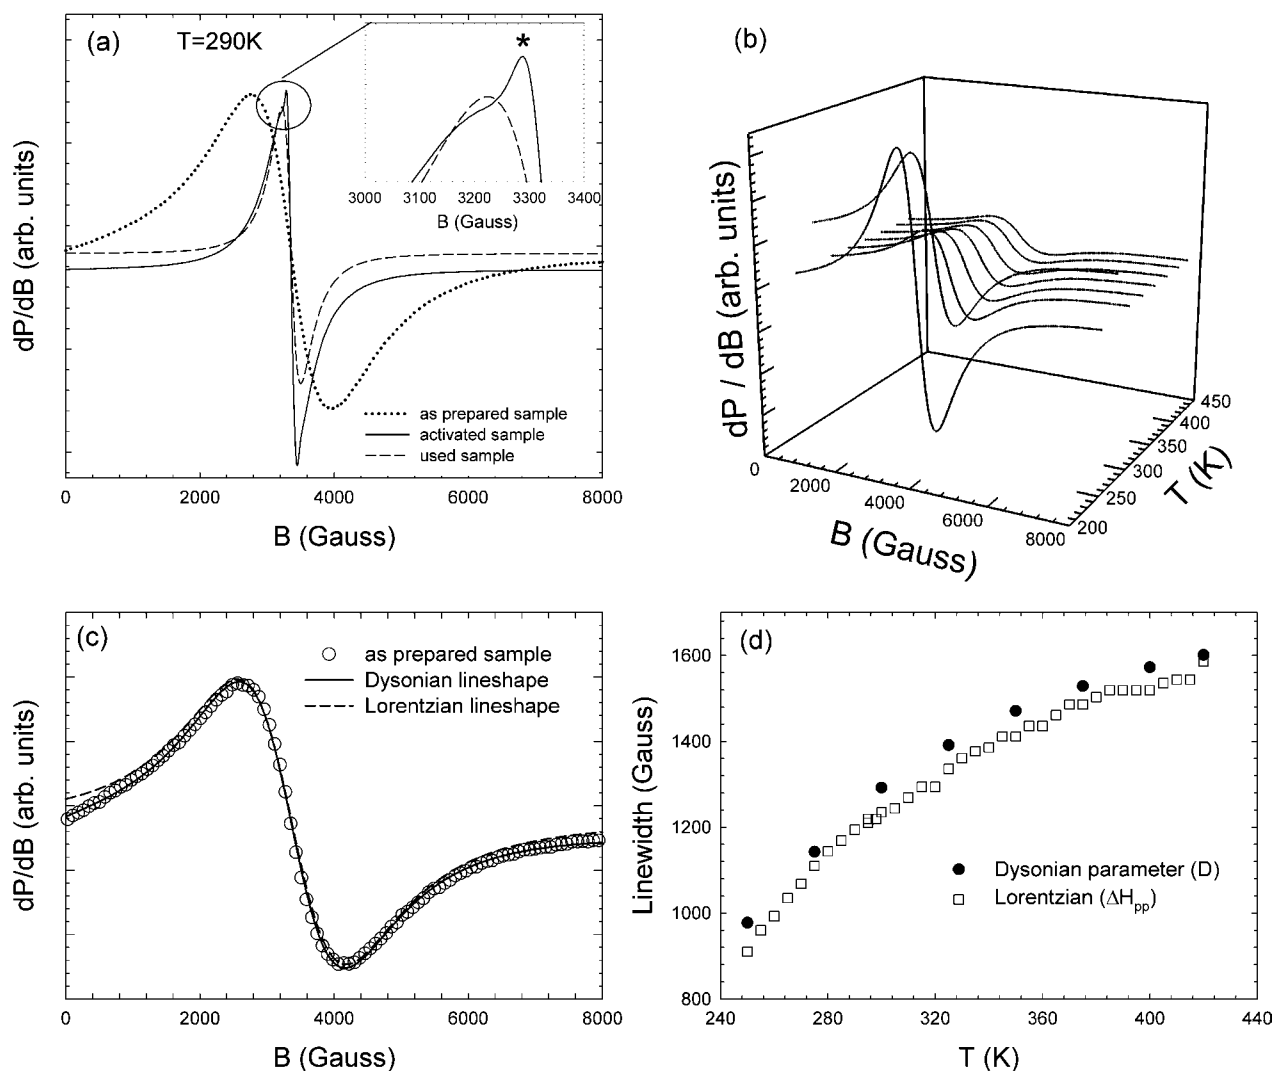 (a)
T=290K
*
3000 3100 3200 3300 3400
B (Gauss)
dP/dB (arb. units)
as prepared sample
activated sample
used sample
0 2000 4000 6000 8000
B (Gauss)
(b)
dP / dB (arb. units)
0 2000 4000 6000 8000
B (Gauss)
200 250 300 350 400 450
T (K)
(c)
as prepared sample
Dysonian lineshape
Lorentzian lineshape
dP/dB (arb. units)
0 2000 4000 6000 8000
B (Gauss)
(d)
1600
1400
1200
1000
800
Linewidth (Gauss)
Dysonian parameter (D)
Lorentzian (ΔHpp)
240 280 320 360 400 440
T (K)